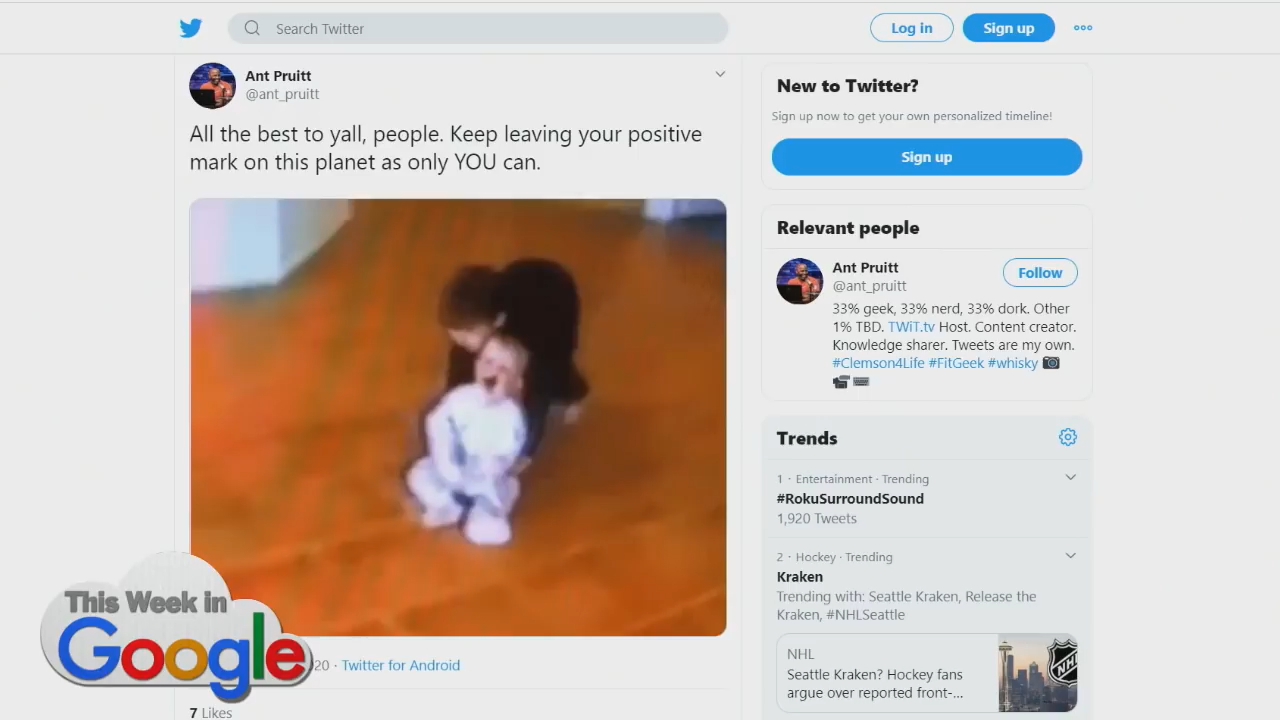 Search Twitter
Log in
Sign up
Ant Pruitt
@ant_pruitt
All the best to yall, people. Keep leaving your positive
mark on this planet as only YOU can.
20 · Twitter for Android
7 Likes
This Week in
Google
New to Twitter?
Sign up now to get your own personalized timeline!
Sign up
Relevant people
Ant Pruitt
@ant_pruitt
Follow
33% geek, 33% nerd, 33% dork. Other
1% TBD. TWiT.tv Host. Content creator.
Knowledge sharer. Tweets are my own.
#Clemson4Life #FitGeek #whisky
Trends
1 · Entertainment · Trending
#RokuSurroundSound
1,920 Tweets
2 · Hockey · Trending
Kraken
Trending with: Seattle Kraken, Release the
Kraken, #NHLSeattle
NHL
Seattle Kraken? Hockey fans
argue over reported front-...
NHL